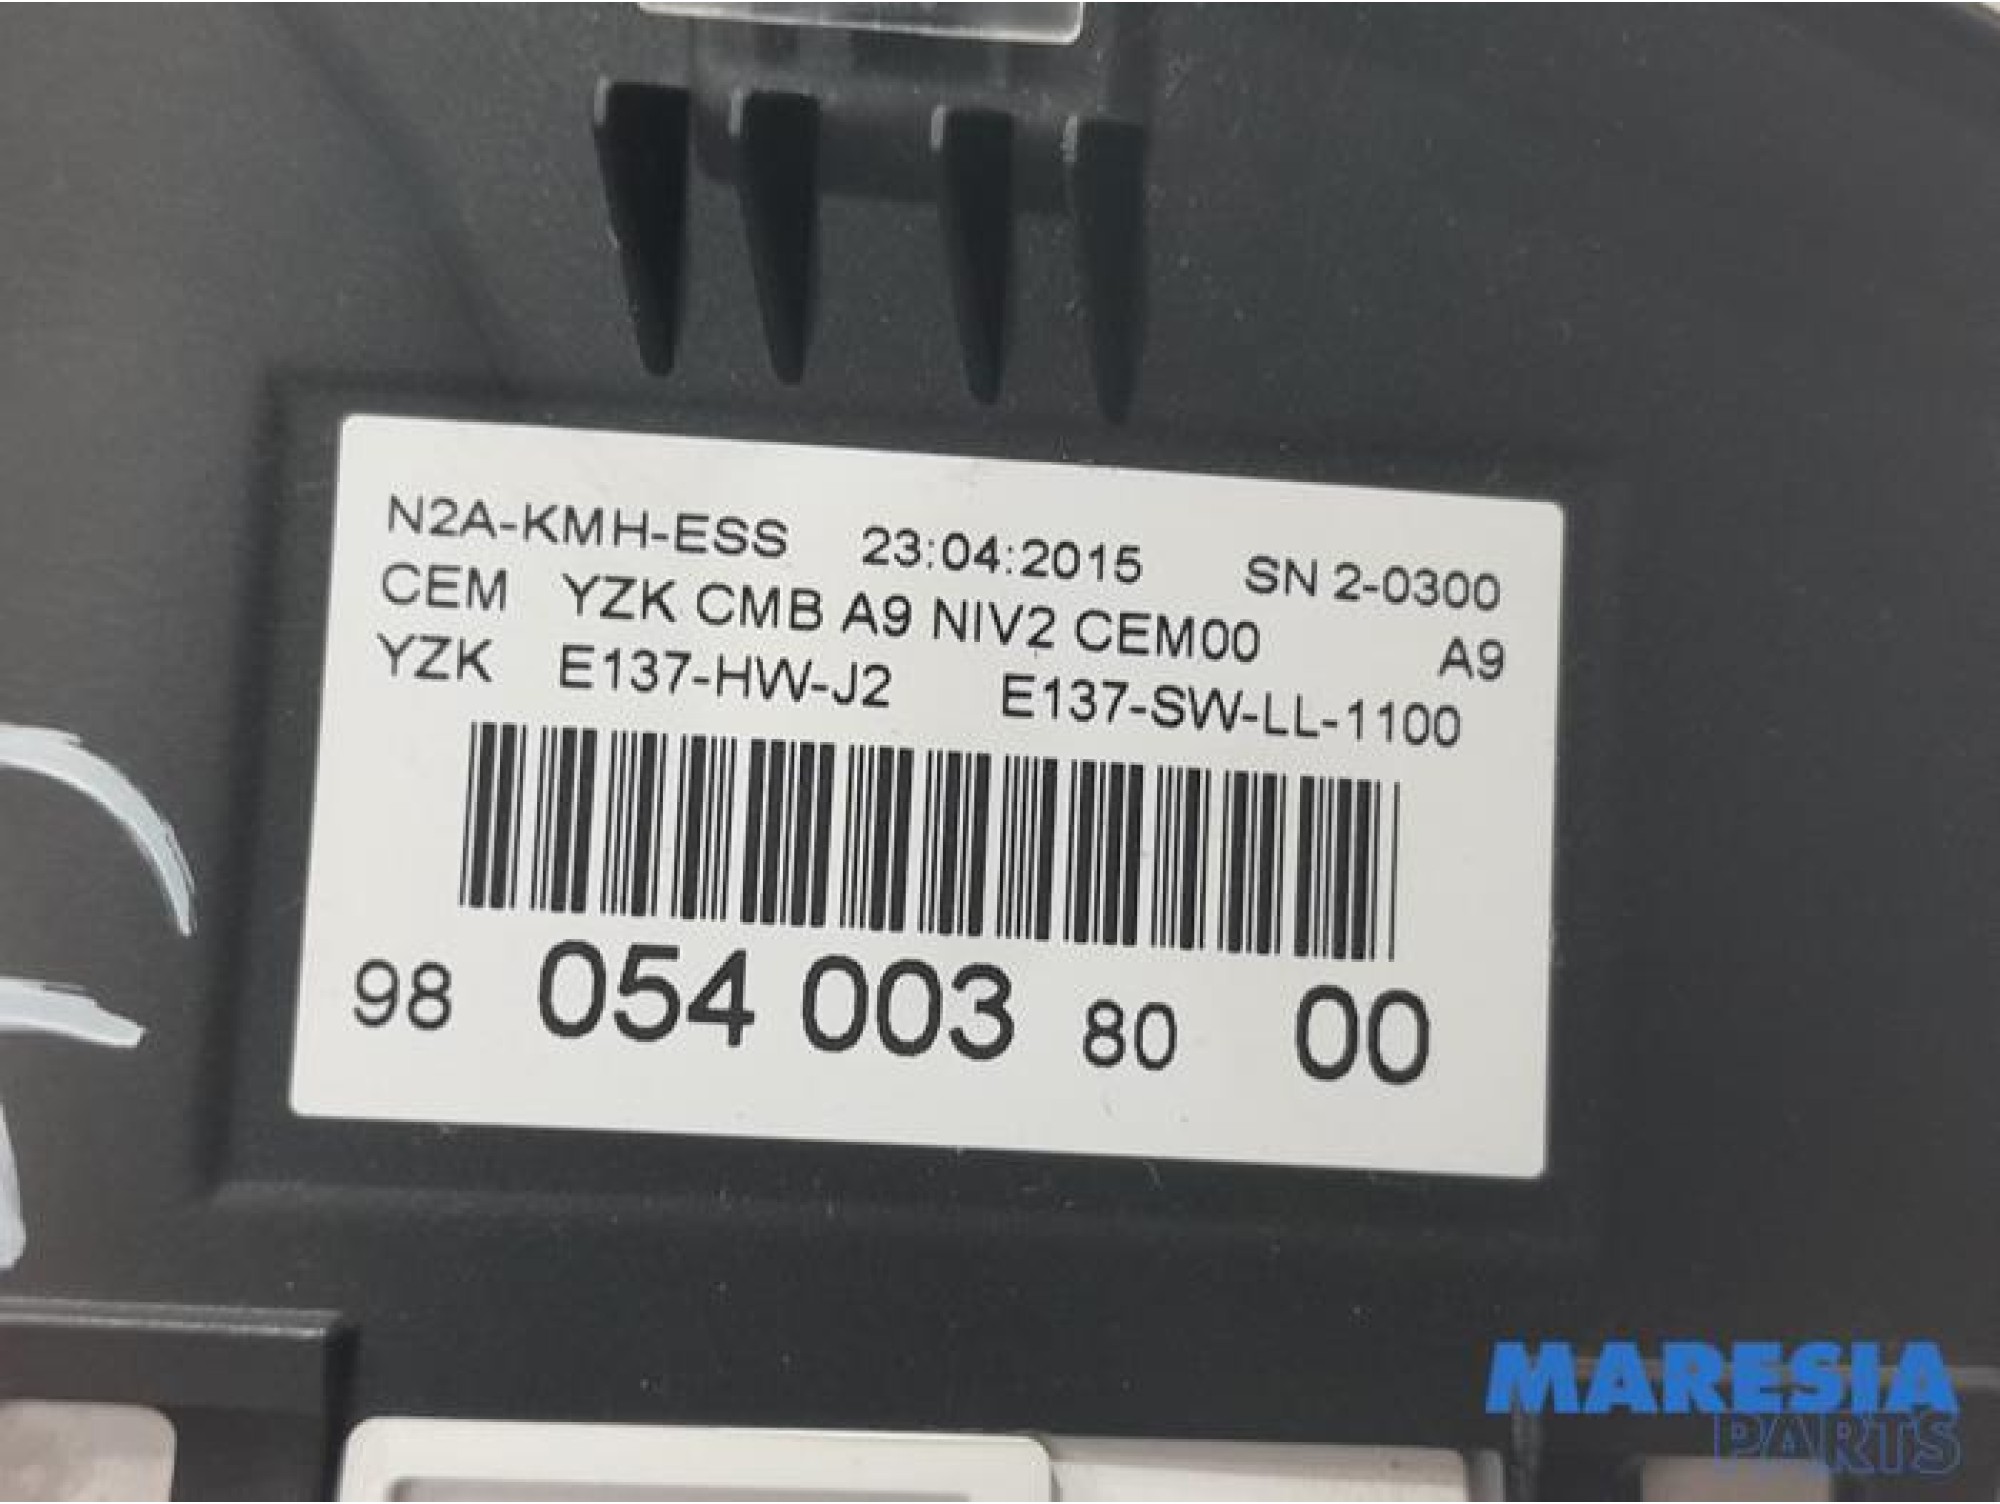 N2A-KMH-ESS 23:04:2015 SN 2-0300
CEM YZK CMB A9 NIV2 CEM00 A9
YZK E137-HW-J2 E137-SW-LL-1100
98 054 003 80 00
MARESIA
PARTS